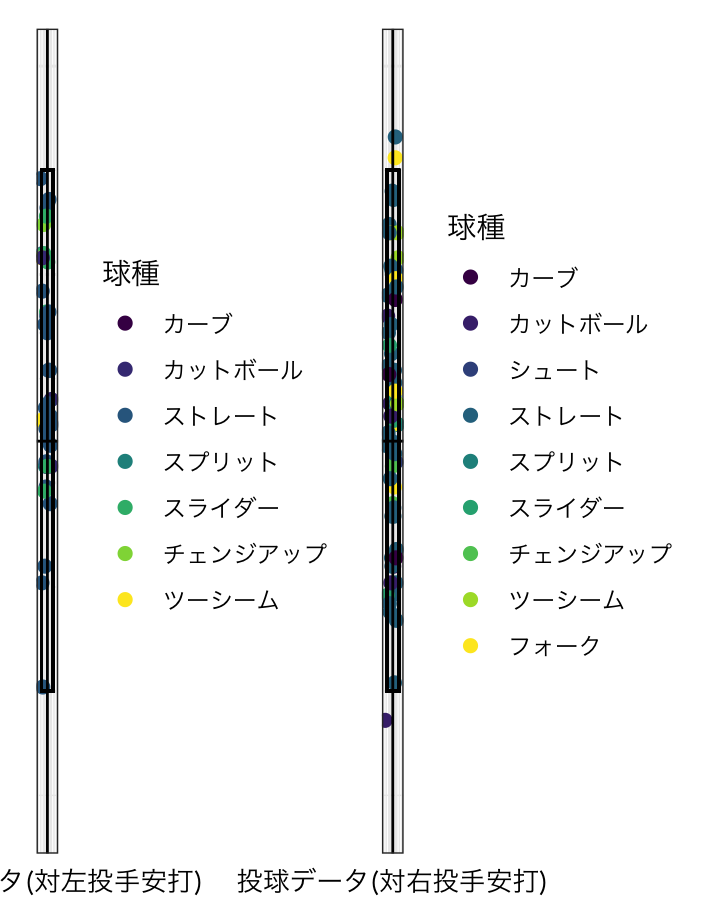 球種
カーブ
カットボール
ストレート
スプリット
スライダー
チェンジアップ
ツーシーム
タ(対左投手安打)
球種
カーブ
カットボール
シュート
ストレート
スプリット
スライダー
チェンジアップ
ツーシーム
フォーク
投球データ(対右投手安打)